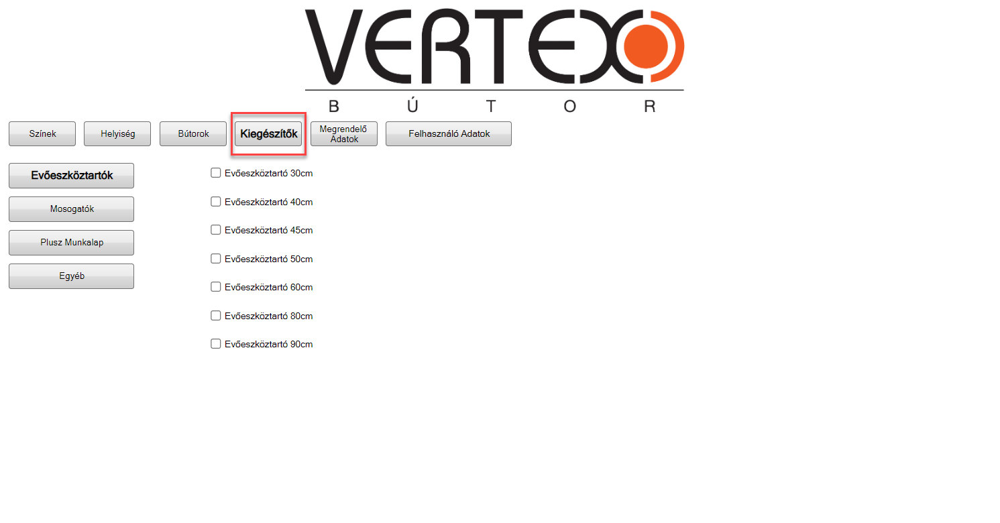 VERTEX
BÚTOR
Színek
Helyiség
Bútorok
Kiegészítők
Megrendelő
Adatok
Felhasználó Adatok
Evőeszköztartók
Mosogatók
Plusz Munkalap
Egyéb
Evőeszköztartó 30cm
Evőeszköztartó 40cm
Evőeszköztartó 45cm
Evőeszköztartó 50cm
Evőeszköztartó 60cm
Evőeszköztartó 80cm
Evőeszköztartó 90cm